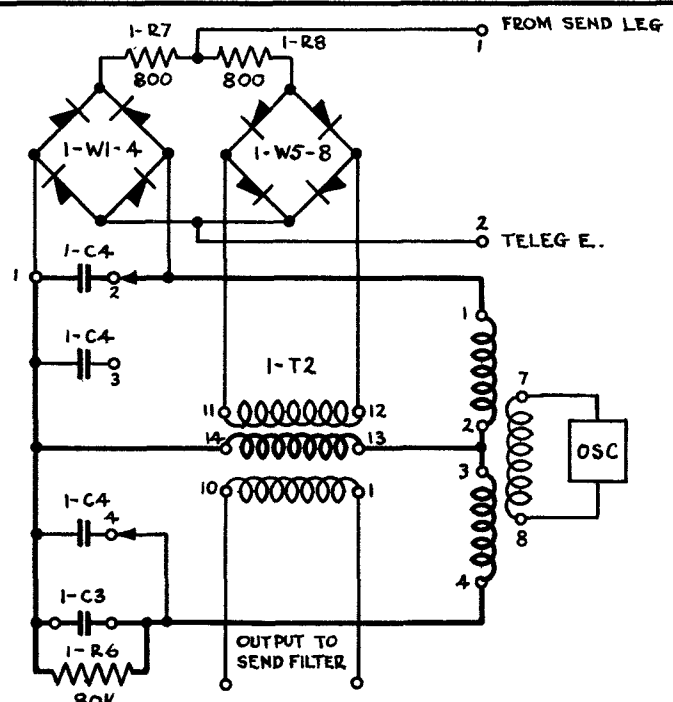 FROM SEND LEG
1
1-R7
800
1-R8
800
1-W1-4
1-W5-8
2
TELEG E.
1-C4
1
2
1-C4
3
1-T2
11
12
14
13
10
1
1
2
3
4
7
8
OSC
1-C4
4
1-C3
1-R6
80K
OUTPUT TO
SEND FILTER